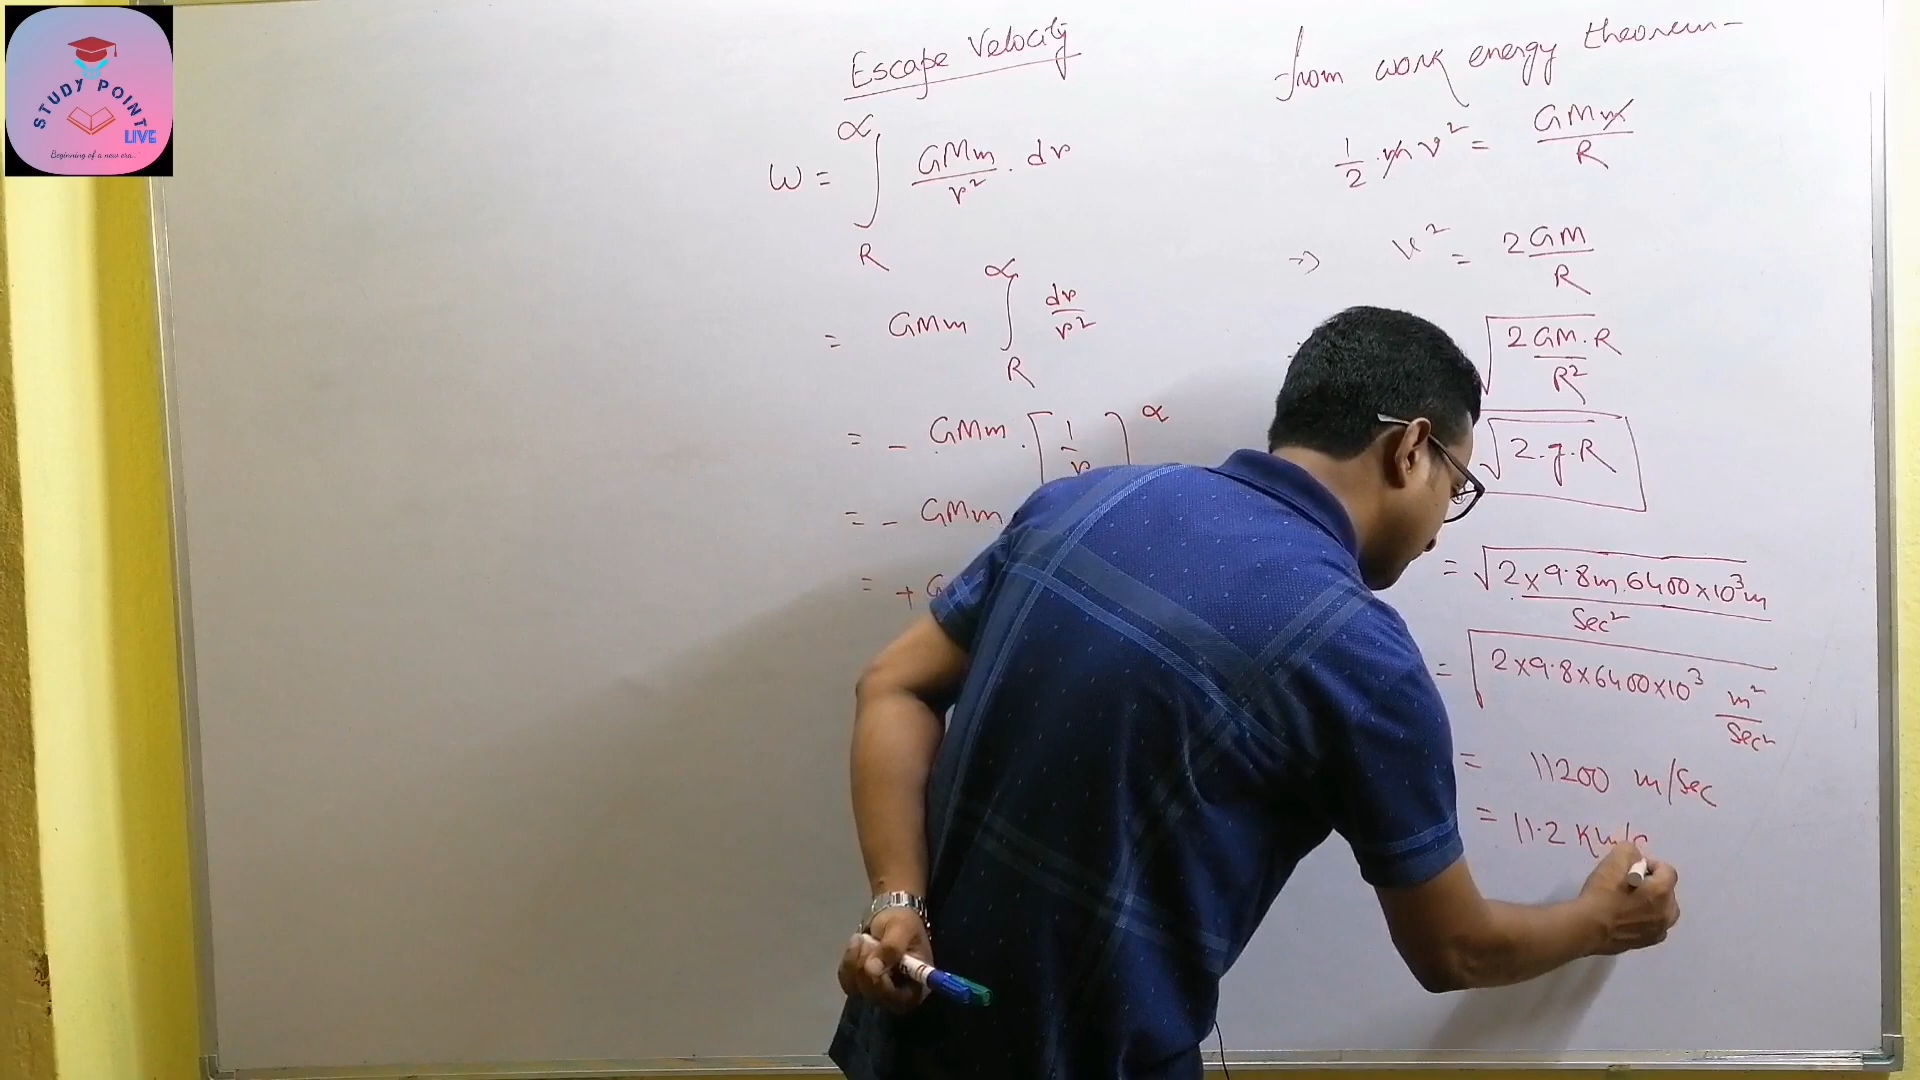 STUDY POINT
LIVE
Beginning of a new era..
Escape Velocity
W = ∫ R ∝ GMm/r² . dr
= GMm ∫ R ∝ dr/r²
= - GMm . [1/r] ∝
= - GMm
= + G
from work energy theorem -
1/2 . m v² = GMm/R
=> v² = 2GM/R
√2GM.R/R²
√2.g.R
= √2×9.8m.6400×10³m/Sec²
= √2×9.8×6400×10³ m²/Sec²
= 11200 m/Sec
= 11.2 Km/